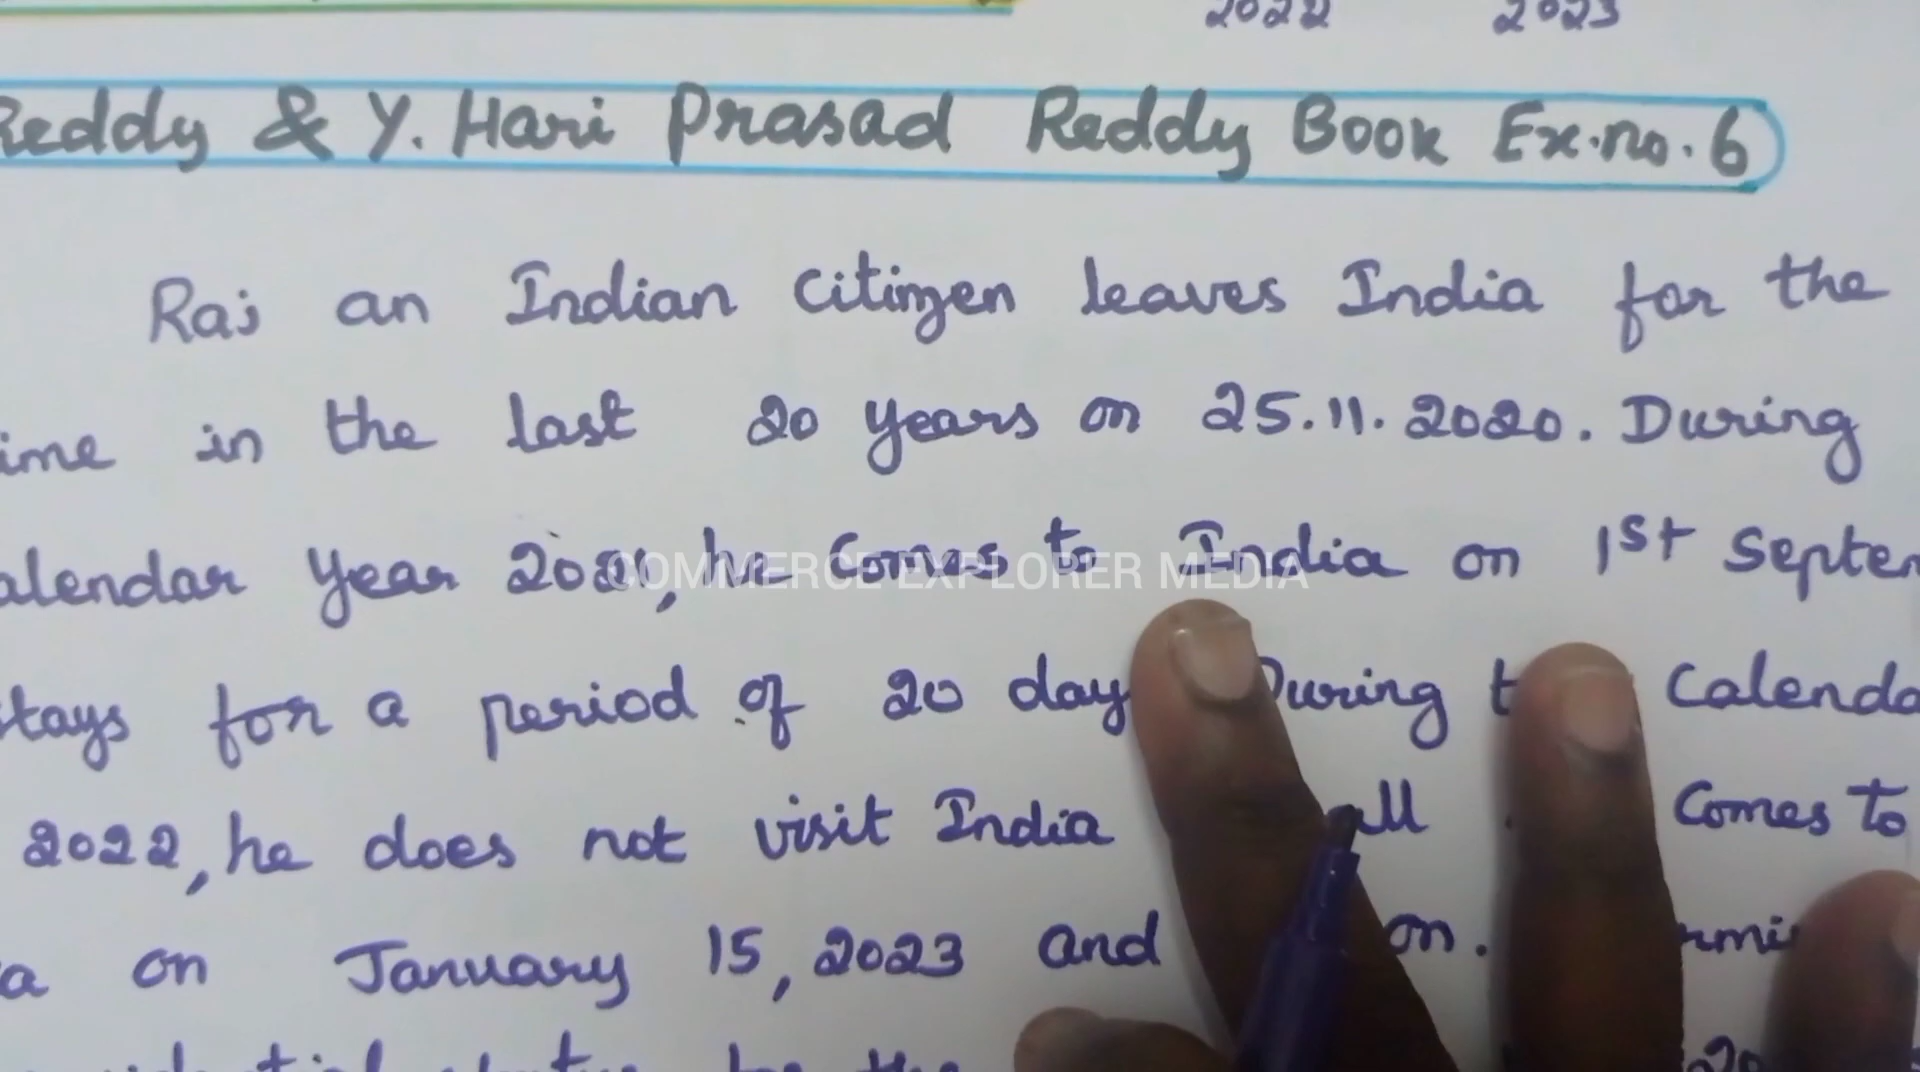 2022 2023
Reddy & Y. Hari Prasad Reddy Book Ex.no.6
Raj an Indian citizen leaves India for the
ime in the last 20 years on 25.11.2020. During
alendar year 2021, he comes to India on 1st Septem
COMMERCE EXPLORER MEDIA
stays for a period of 20 day During t Calenda
2022, he does not visit India all Comes to
a on January 15, 2023 and on. rmi